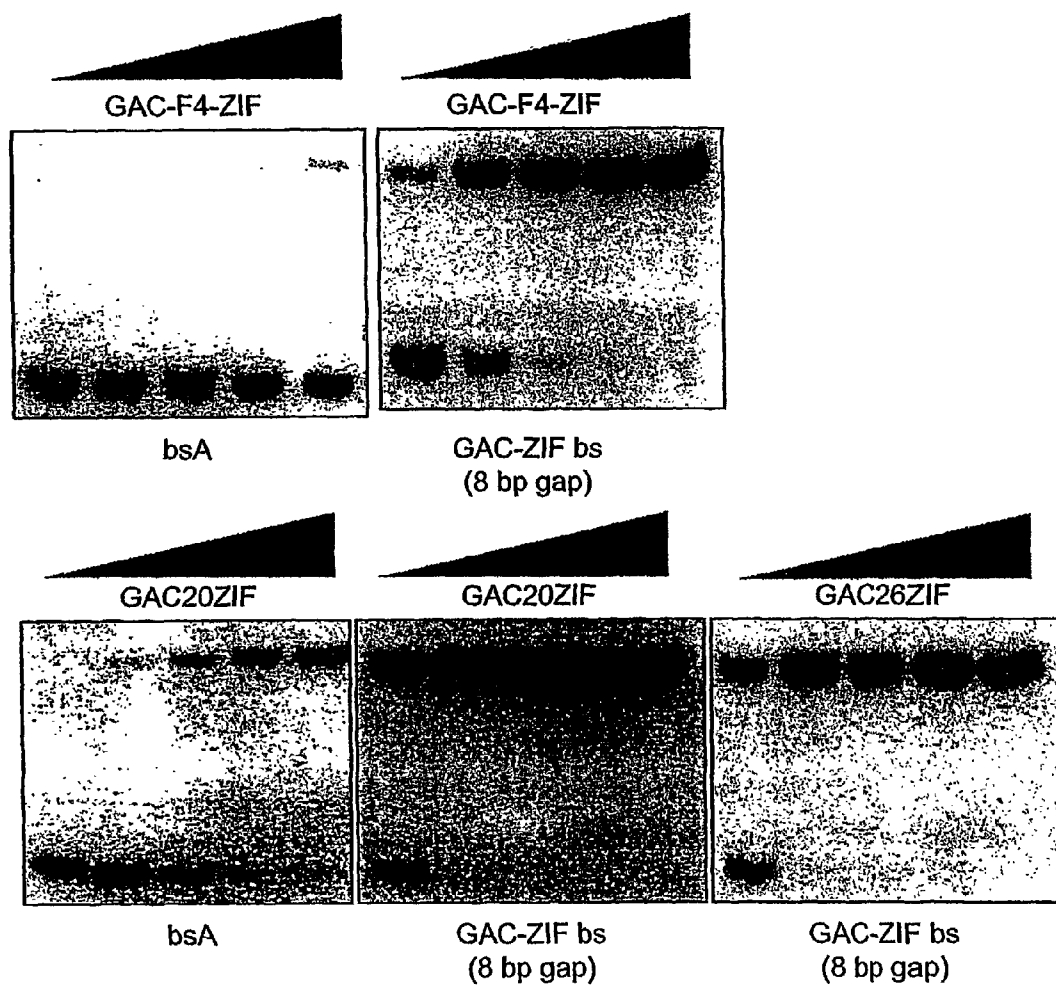 GAC-F4-ZIF
GAC-F4-ZIF
bsA
GAC-ZIF bs
(8 bp gap)
GAC20ZIF
GAC20ZIF
GAC26ZIF
bsA
GAC-ZIF bs
(8 bp gap)
GAC-ZIF bs
(8 bp gap)